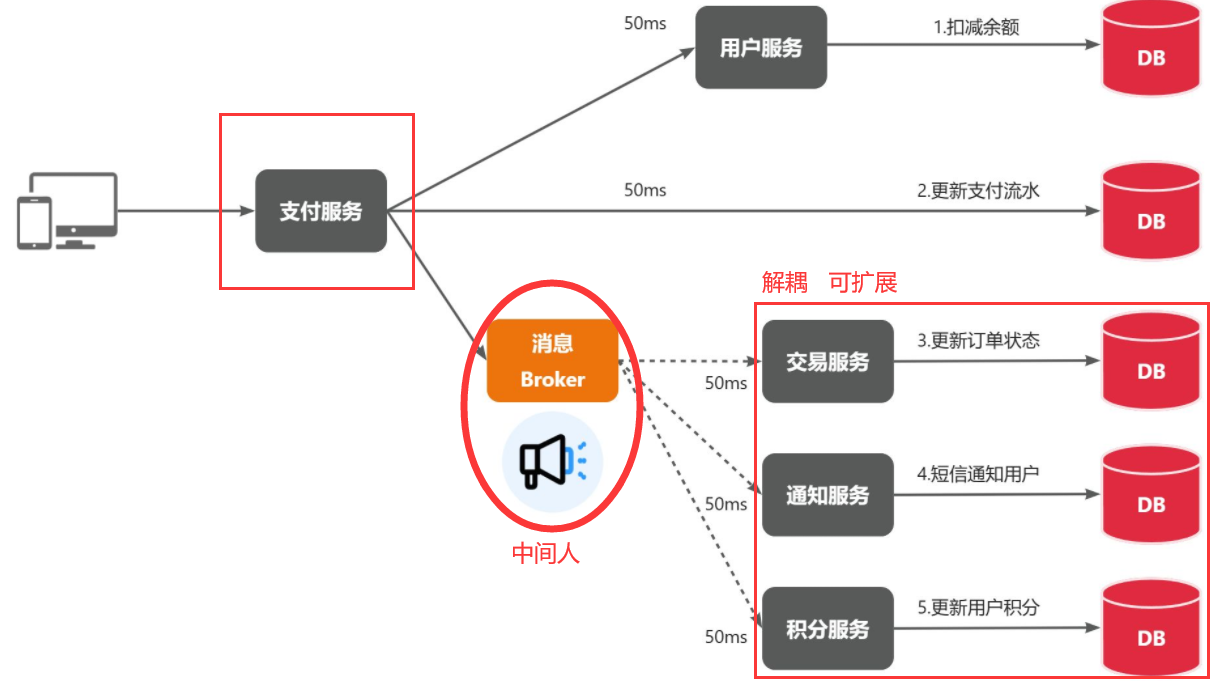 50ms
用户服务
1.扣减余额
DB
支付服务
50ms
2.更新支付流水
DB
解耦 可扩展
消息
Broker
中间人
50ms
交易服务
3.更新订单状态
DB
50ms
通知服务
4.短信通知用户
DB
50ms
积分服务
5.更新用户积分
DB